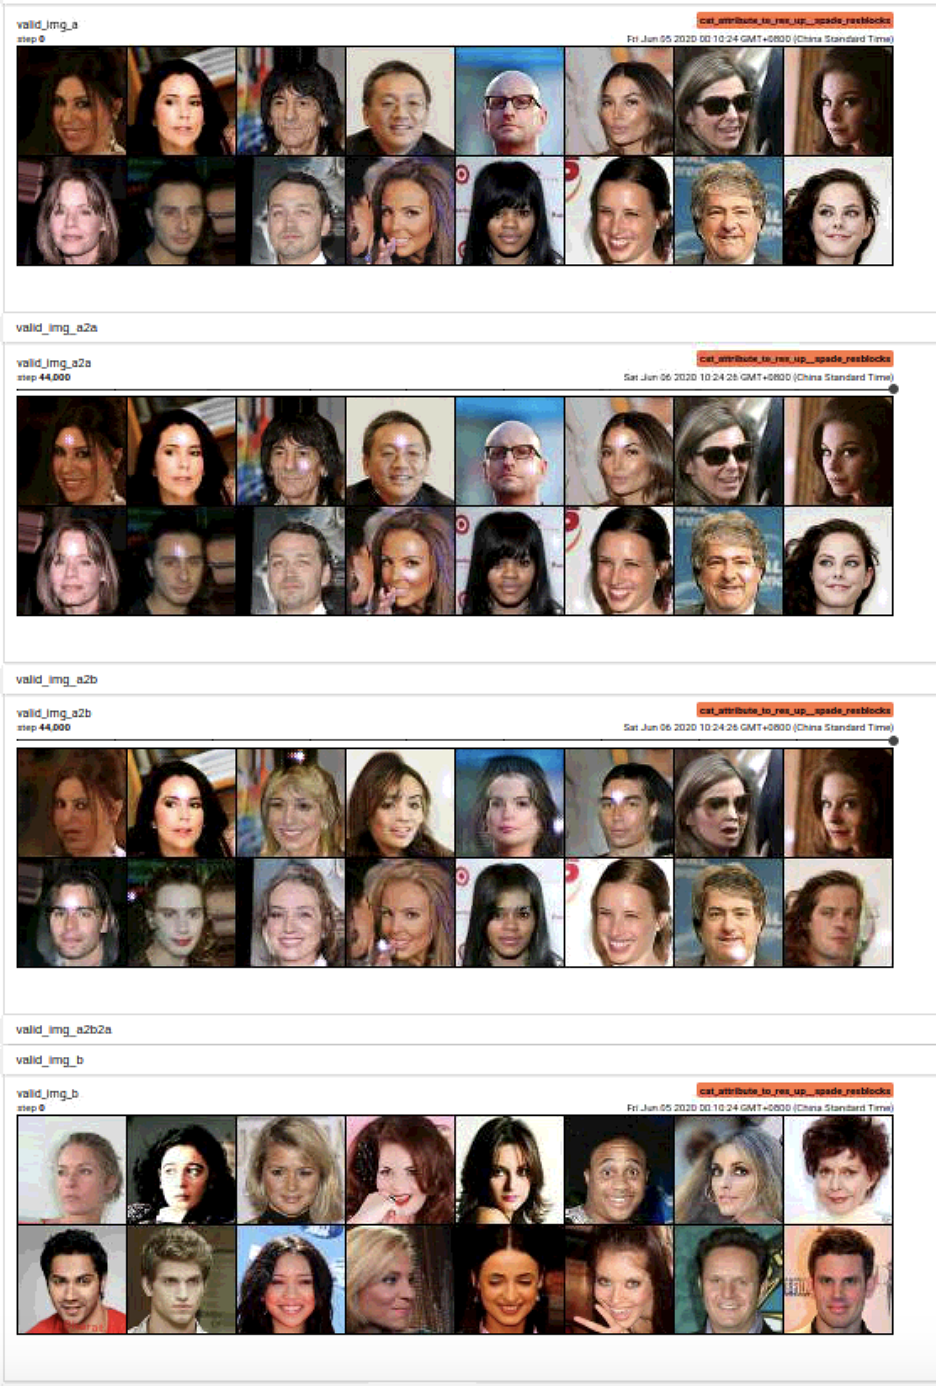 valid_img_a
cat_attribute_to_res_up__spade_resblocks
step 0
Fri Jun 05 2020 00:10:24 GMT+0800 (China Standard Time)
valid_img_a2a
valid_img_a2a
cat_attribute_to_res_up__spade_resblocks
step 44,000
Sat Jun 06 2020 10:24:26 GMT+0800 (China Standard Time)
valid_img_a2b
valid_img_a2b
cat_attribute_to_res_up__spade_resblocks
step 44,000
Sat Jun 06 2020 10:24:26 GMT+0800 (China Standard Time)
valid_img_a2b2a
valid_img_b
valid_img_b
cat_attribute_to_res_up__spade_resblocks
step 0
Fri Jun 05 2020 00:10:24 GMT+0800 (China Standard Time)